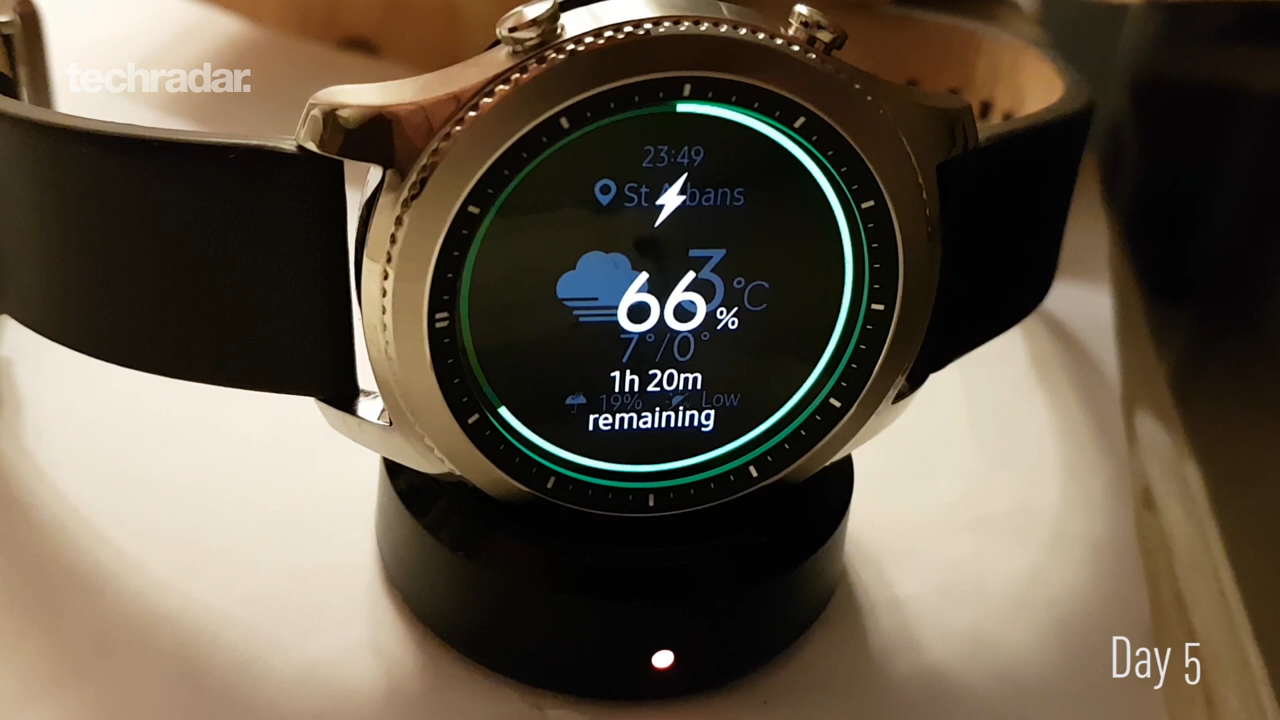 techradar.
23:49
St Albans
3°C
66%
7°/0°
1h 20m
19% Low
remaining
Day 5